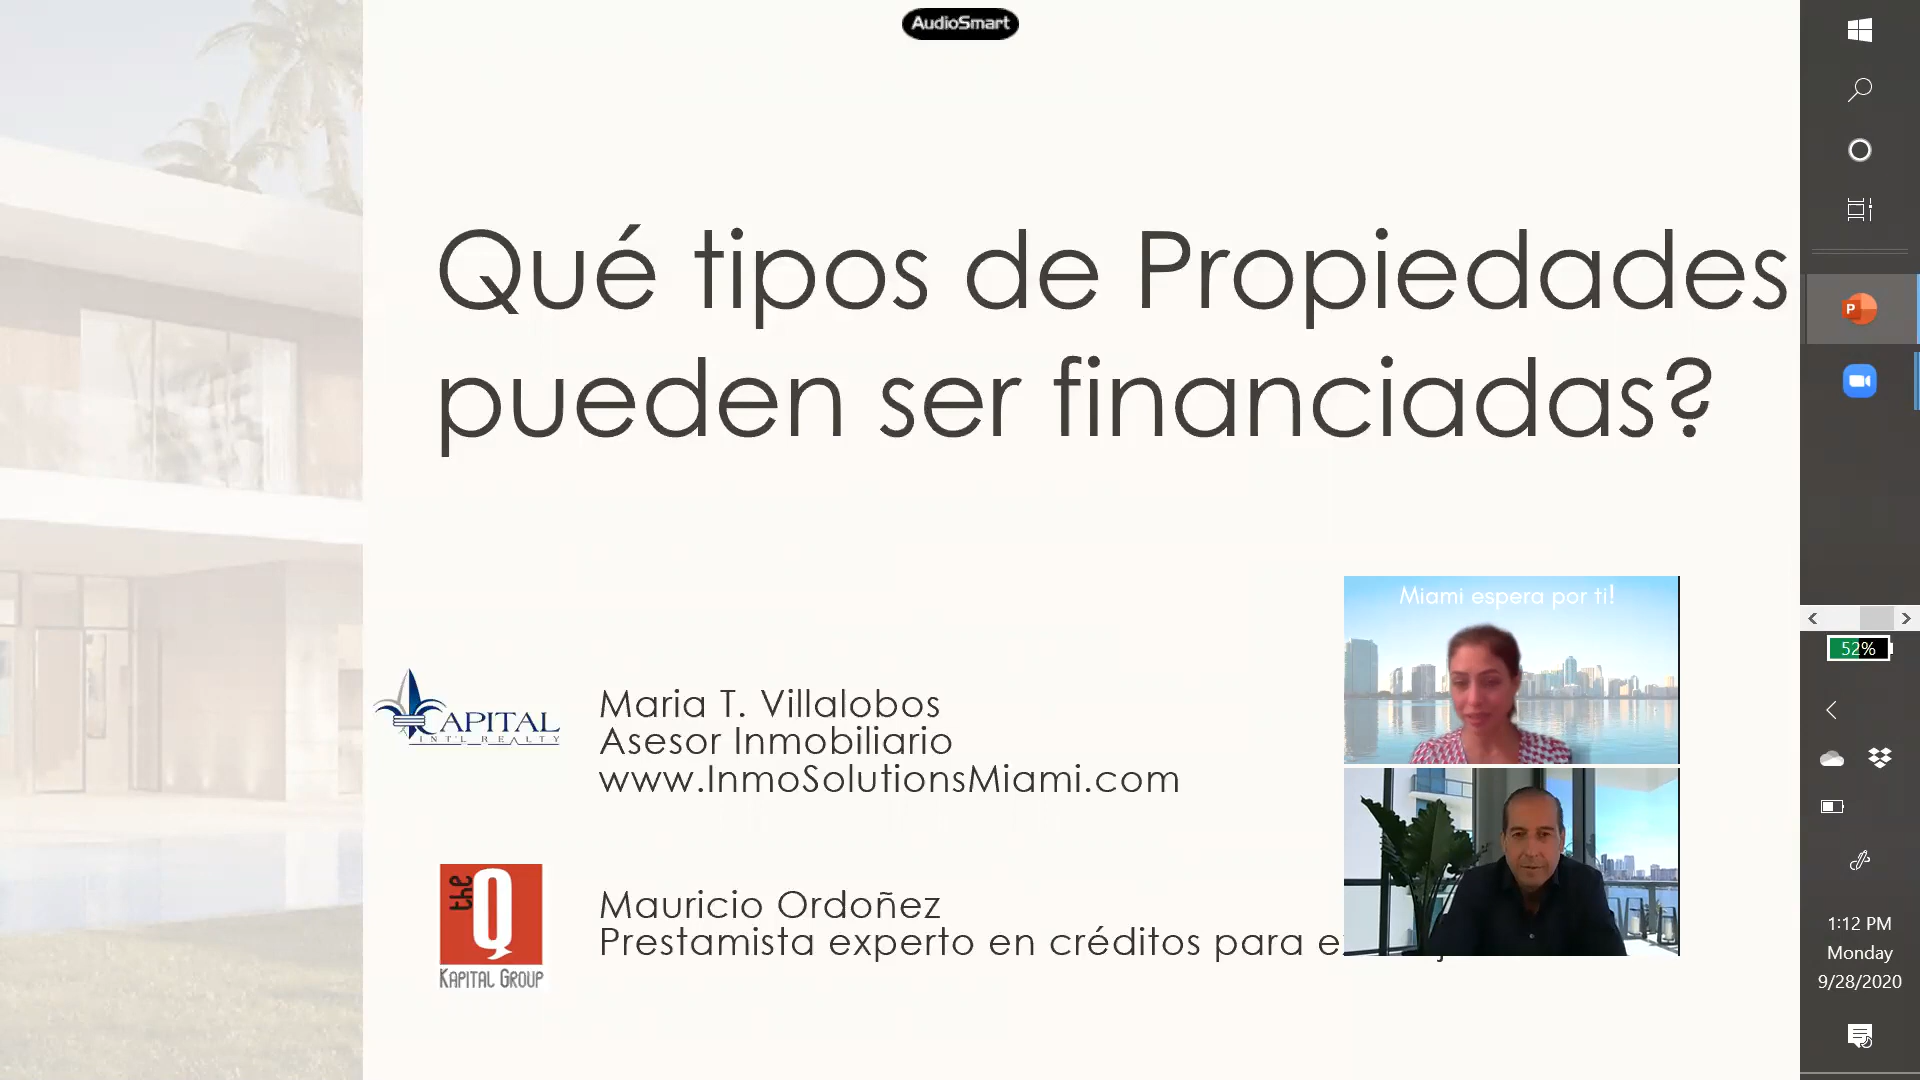 AudioSmart
Qué tipos de Propiedades
pueden ser financiadas?
Miami espera por ti!
KAPITAL
INT'L REALTY
Maria T. Villalobos
Asesor Inmobiliario
www.InmoSolutionsMiami.com
the Q
KAPITAL GROUP
Mauricio Ordoñez
Prestamista experto en créditos para
P
52%
1:12 PM
Monday
9/28/2020